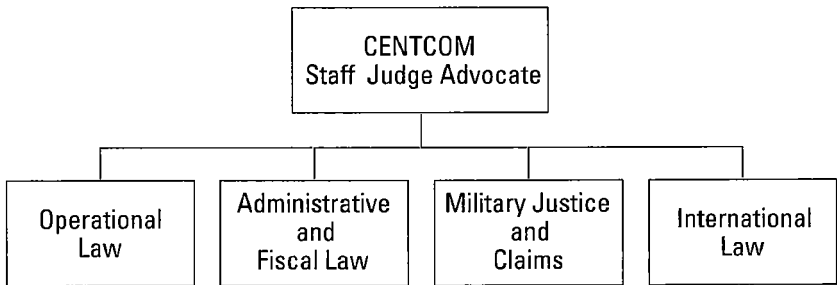 CENTCOM
Staff Judge Advocate
Operational
Law
Administrative
and
Fiscal Law
Military Justice
and
Claims
International
Law